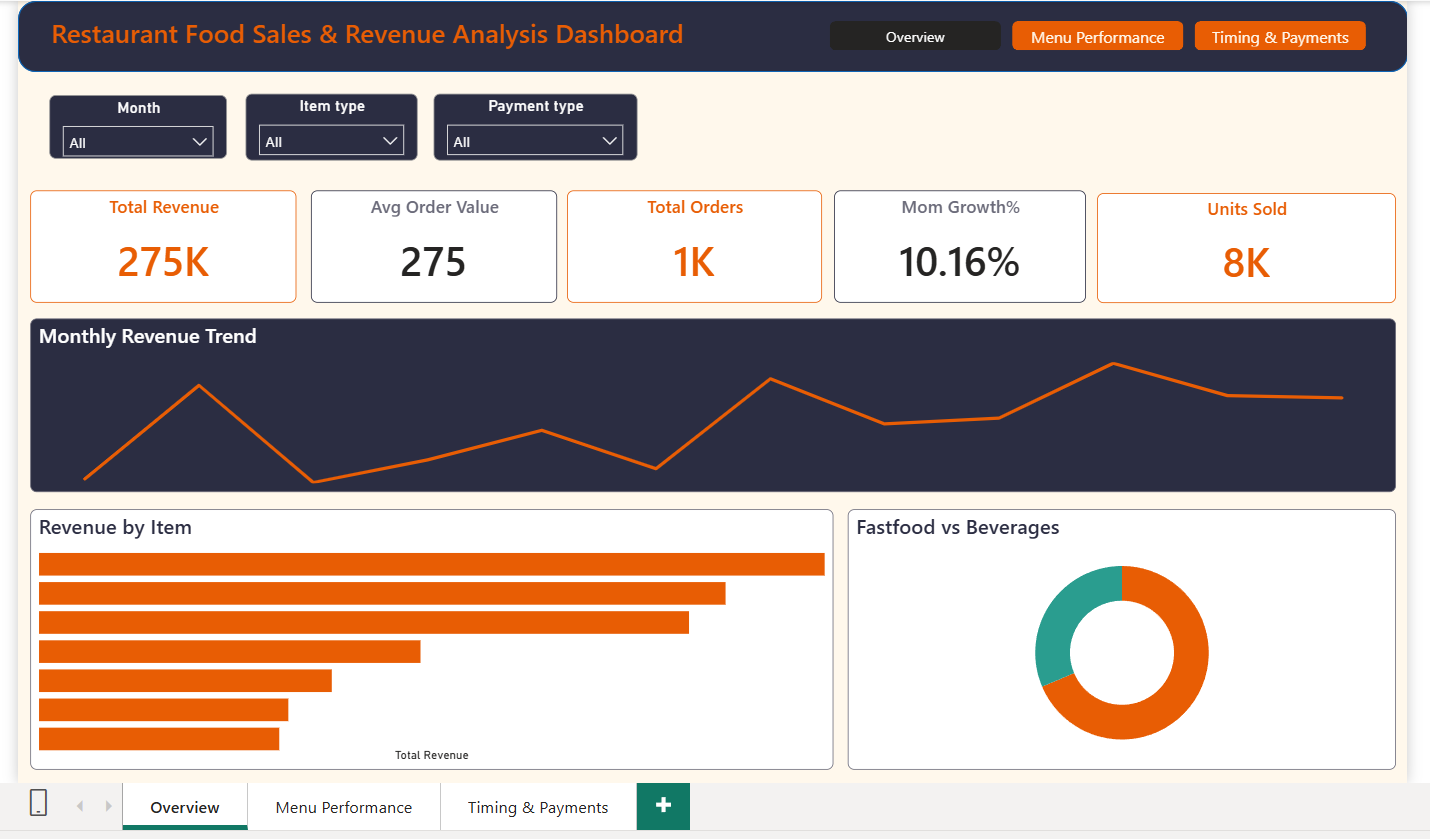 Restaurant Food Sales & Revenue Analysis Dashboard
Overview
Menu Performance
Timing & Payments
Month
All
Item type
All
Payment type
All
Total Revenue
275K
Avg Order Value
275
Total Orders
1K
Mom Growth%
10.16%
Units Sold
8K
Monthly Revenue Trend
Revenue by Item
Total Revenue
Fastfood vs Beverages
Overview
Menu Performance
Timing & Payments